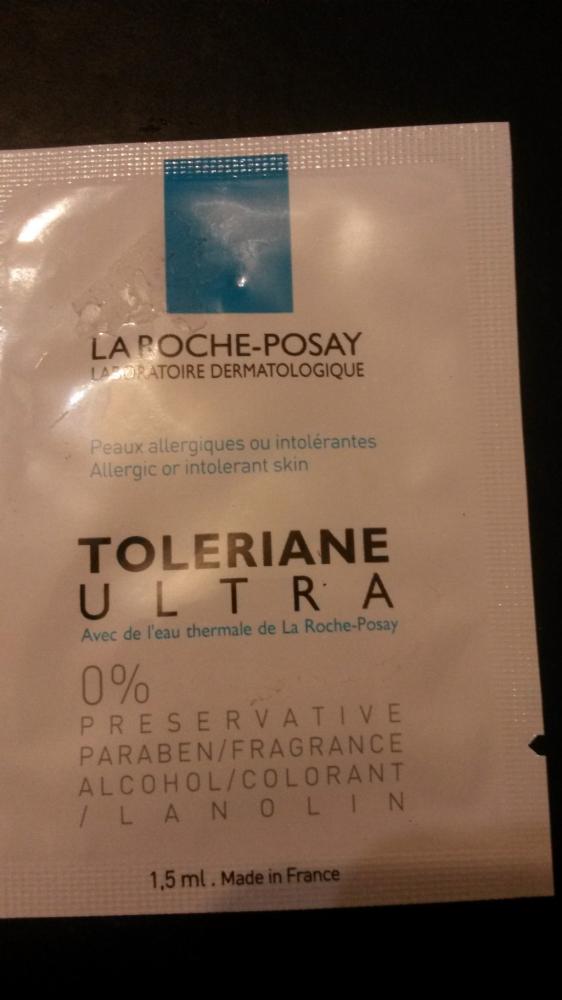 LA ROCHE-POSAY
LABORATOIRE DERMATOLOGIQUE
Peaux allergiques ou intolérantes
Allergic or intolerant skin
TOLERIANE
ULTRA
Avec de l'eau thermale de La Roche-Posay
0%
PRESERVATIVE
PARABEN/FRAGRANCE
ALCOHOL/COLORANT
/LANOLIN
1,5 ml . Made in France